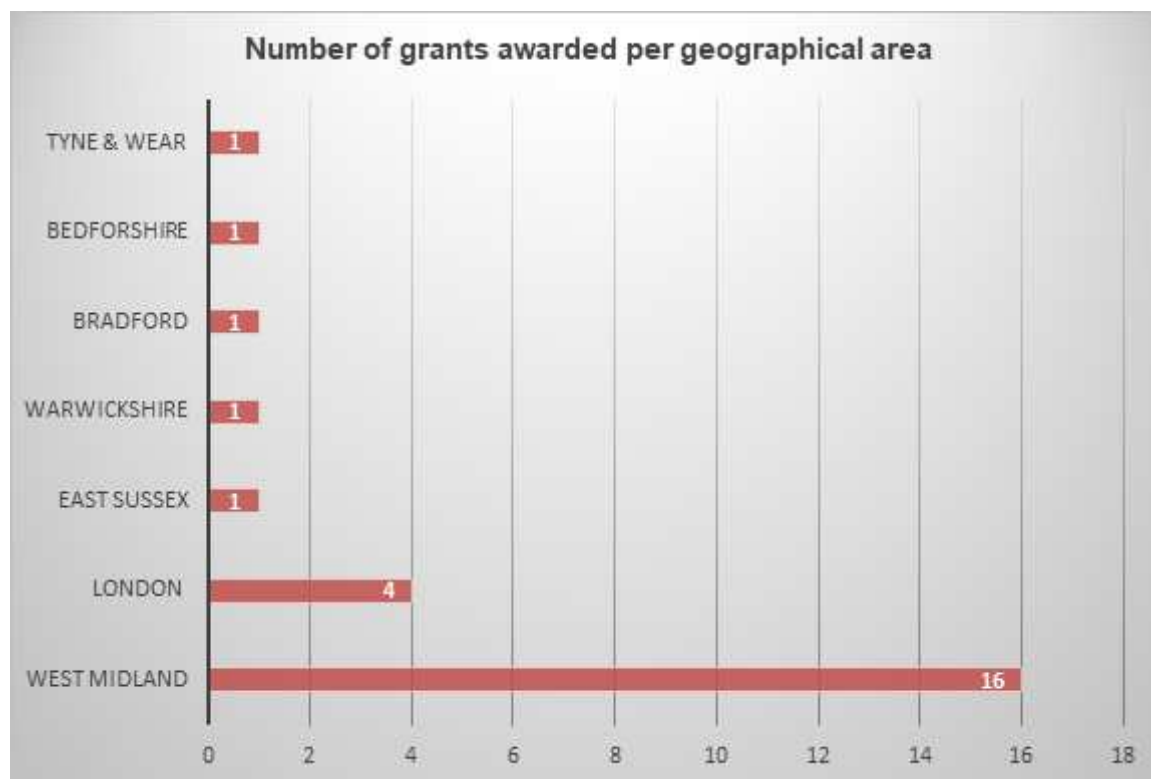 Number of grants awarded per geographical area
TYNE & WEAR 1
BEDFORSHIRE 1
BRADFORD 1
WARWICKSHIRE 1
EAST SUSSEX 1
LONDON 4
WEST MIDLAND 16
0 2 4 6 8 10 12 14 16 18